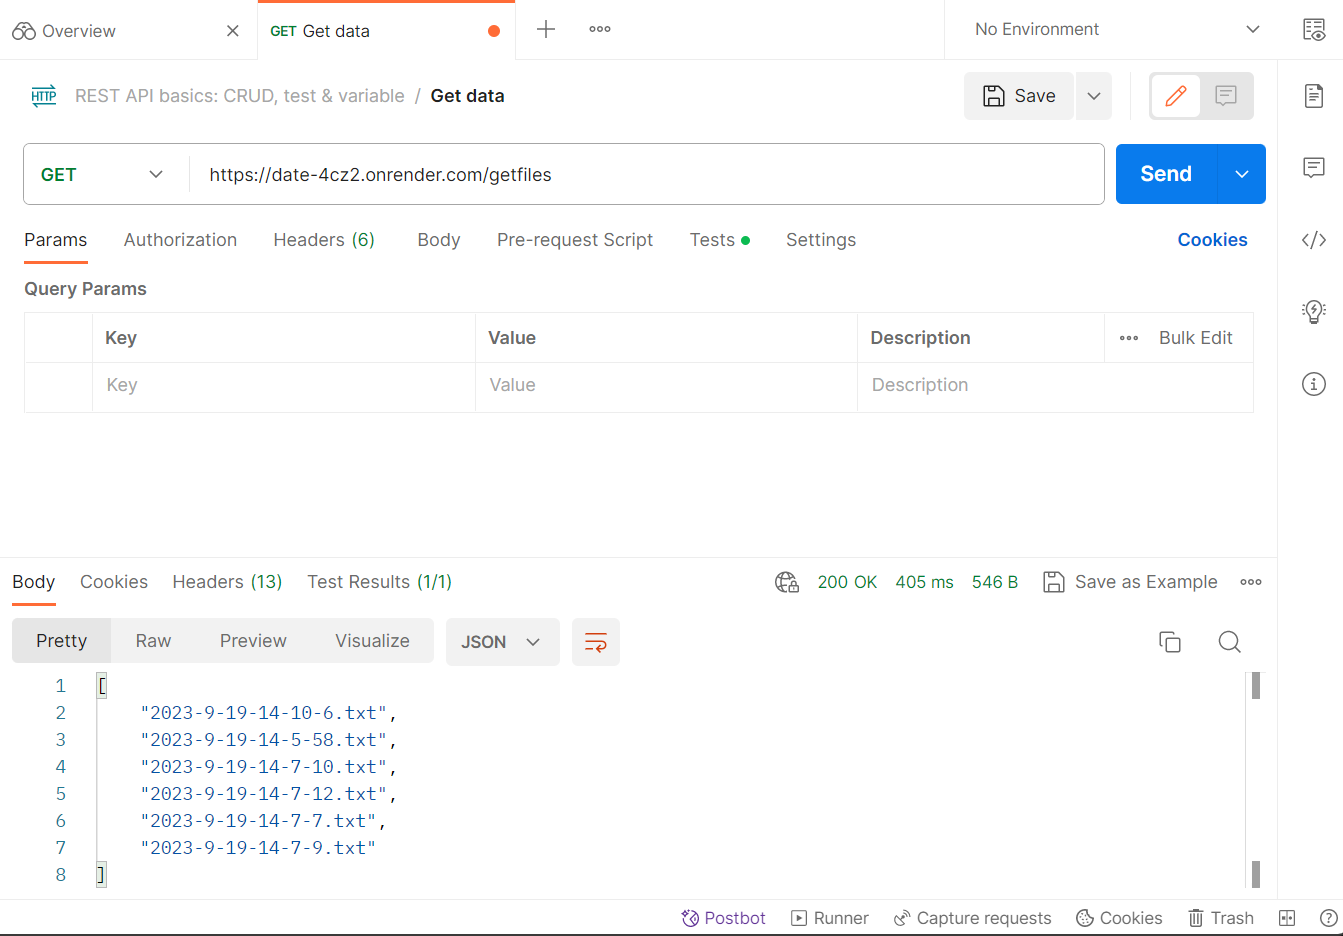 Overview
GET Get data
No Environment
HTTP REST API basics: CRUD, test & variable / Get data
Save
GET https://date-4cz2.onrender.com/getfiles
Send
Params Authorization Headers (6) Body Pre-request Script Tests Settings Cookies
Query Params
Key Value Description Bulk Edit
Key Value Description
Body Cookies Headers (13) Test Results (1/1) 200 OK 405 ms 546 B Save as Example
Pretty Raw Preview Visualize JSON
1 [
2 "2023-9-19-14-10-6.txt",
3 "2023-9-19-14-5-58.txt",
4 "2023-9-19-14-7-10.txt",
5 "2023-9-19-14-7-12.txt",
6 "2023-9-19-14-7-7.txt",
7 "2023-9-19-14-7-9.txt"
8 ]
Postbot Runner Capture requests Cookies Trash